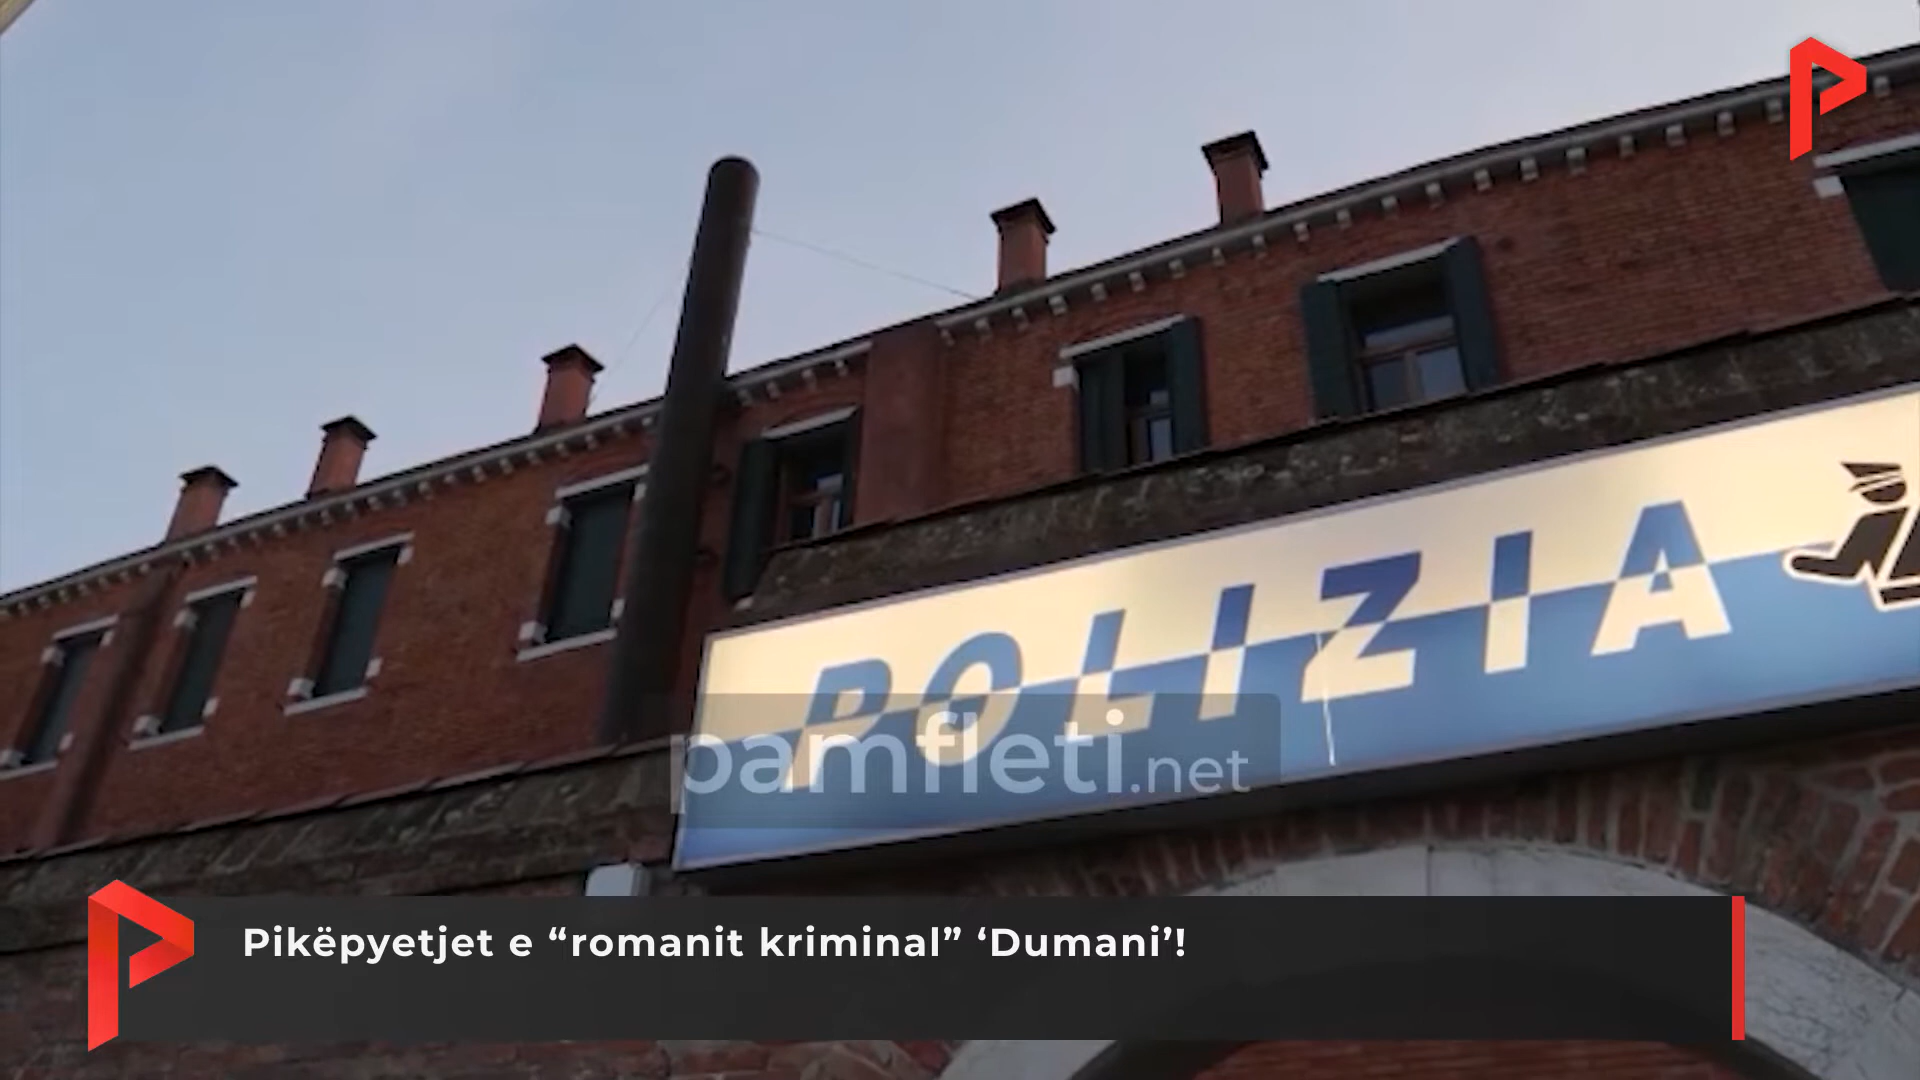 POLIZIA
pamfleti.net
Pikëpyetjet e “romanit kriminal” ‘Dumani’!